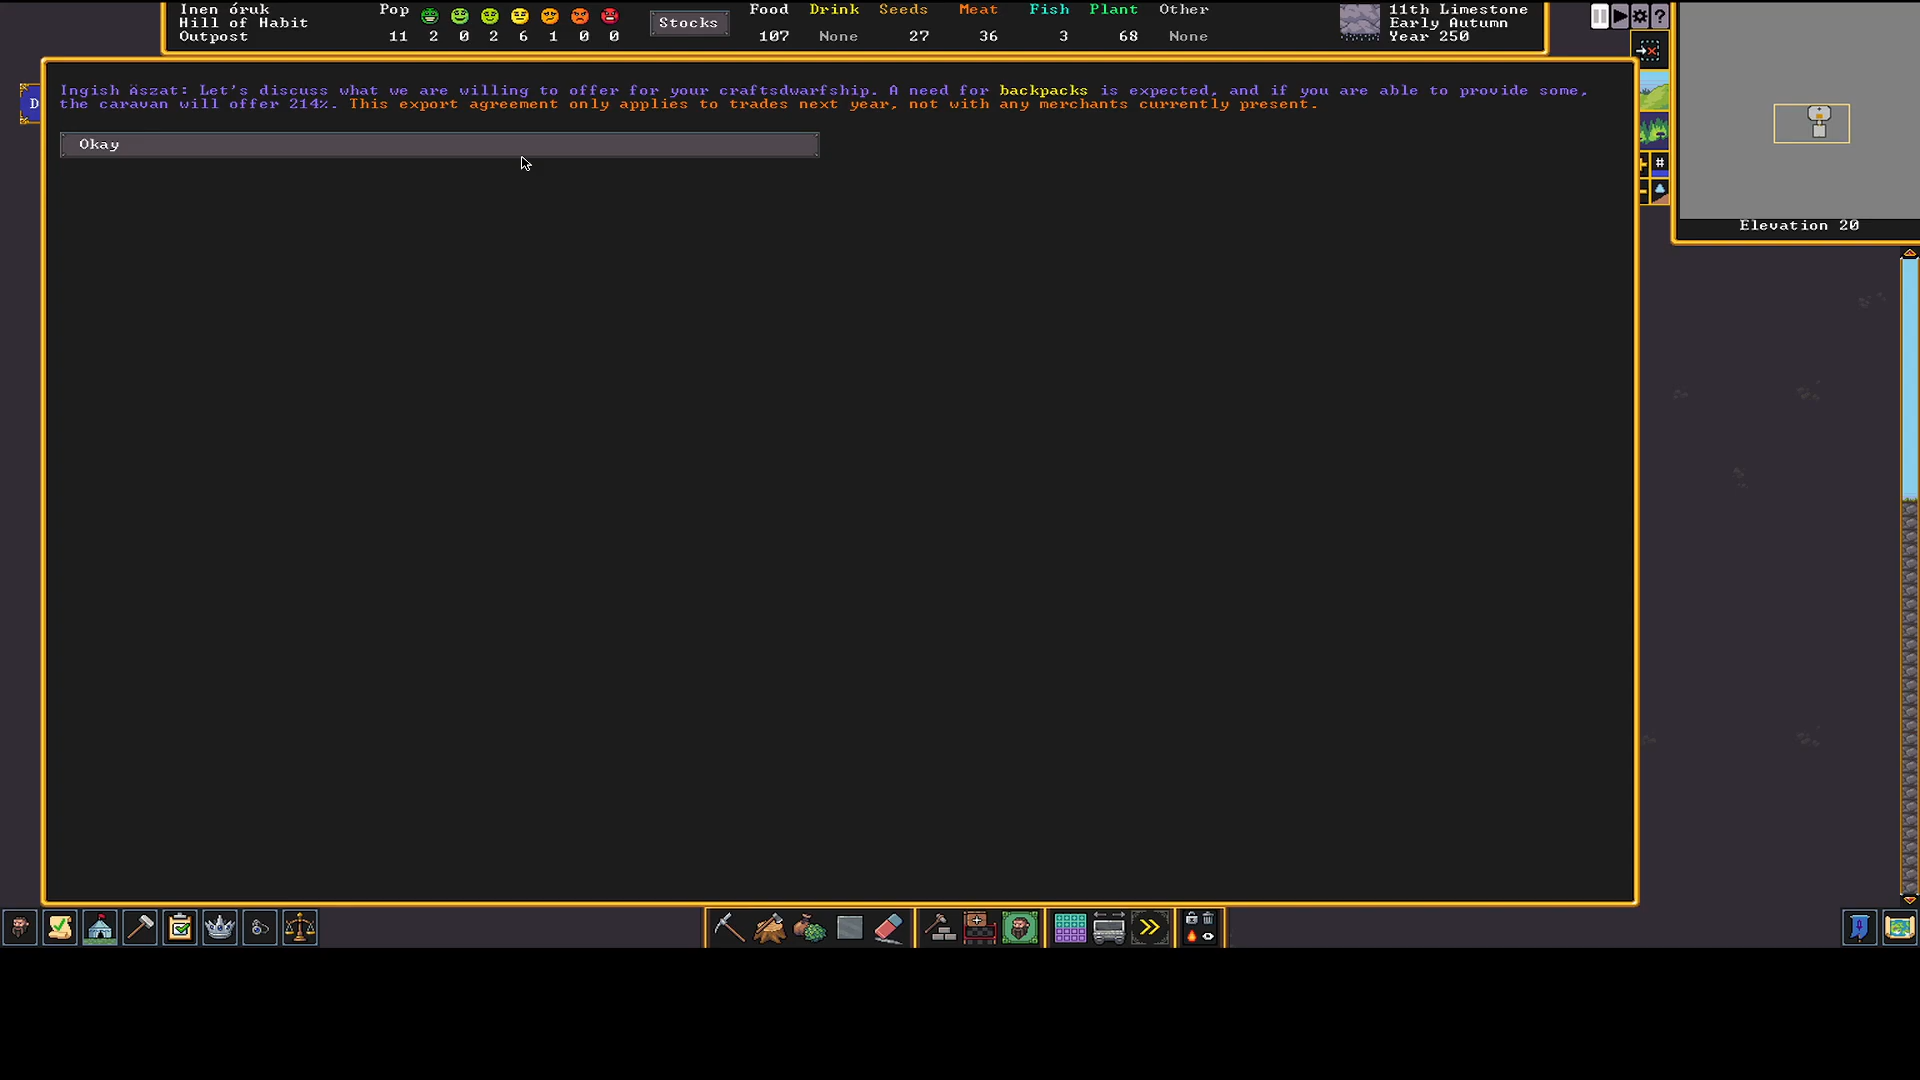 Inen óruk Pop Stocks Food Drink Seeds Meat Fish Plant Other 11th Limestone
Hill of Habit Early Autumn
Outpost 11 2 0 2 6 1 0 0 107 None 27 36 3 68 None Year 250
Ingish Äszat: Let's discuss what we are willing to offer for your craftsdwarfship. A need for backpacks is expected, and if you are able to provide some,
the caravan will offer 214%. This export agreement only applies to trades next year, not with any merchants currently present.
D
Okay
#
Elevation 20